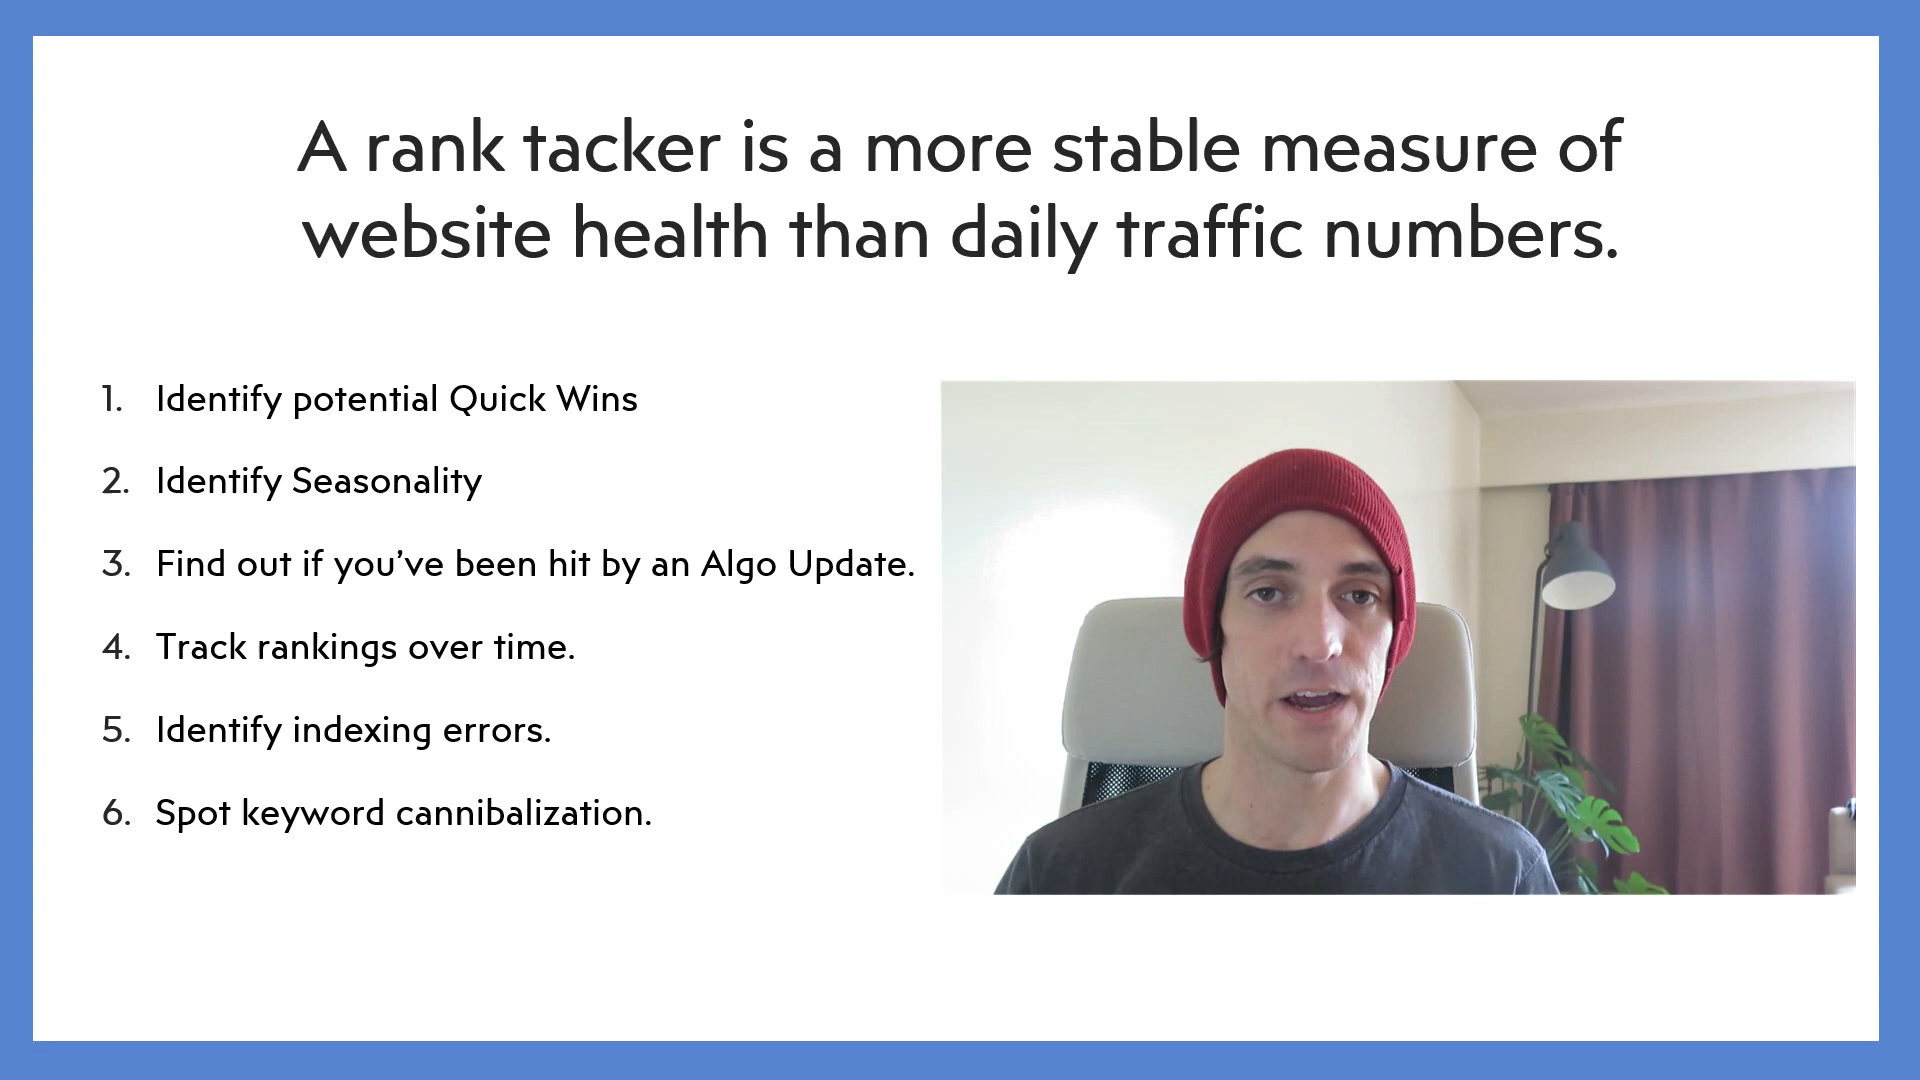 A rank tacker is a more stable measure of
website health than daily traffic numbers.
1. Identify potential Quick Wins
2. Identify Seasonality
3. Find out if you’ve been hit by an Algo Update.
4. Track rankings over time.
5. Identify indexing errors.
6. Spot keyword cannibalization.